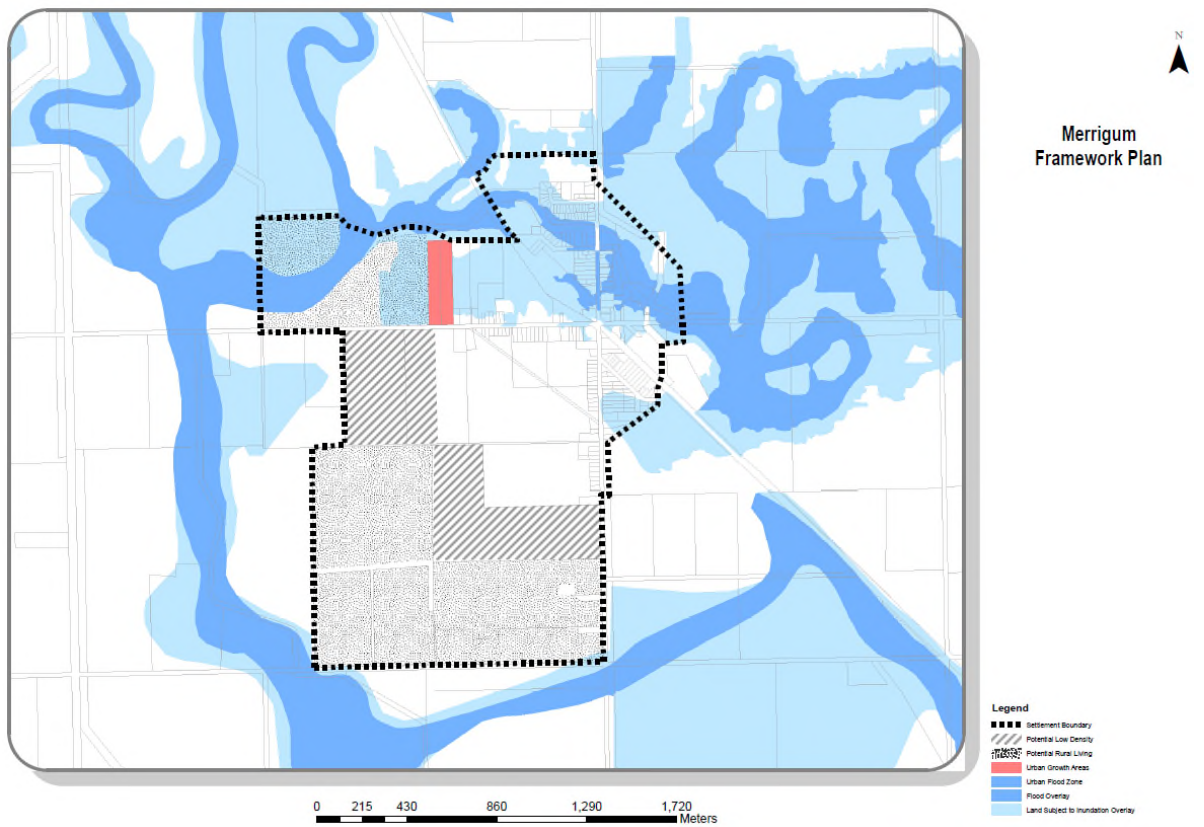 N
Merrigum
Framework Plan
Legend
Settlement Boundary
Potential Low Density
Potential Rural Living
Urban Growth Areas
Urban Flood Zone
Flood Overlay
Land Subject to Inundation Overlay
0 215 430 860 1,290 1,720
Meters